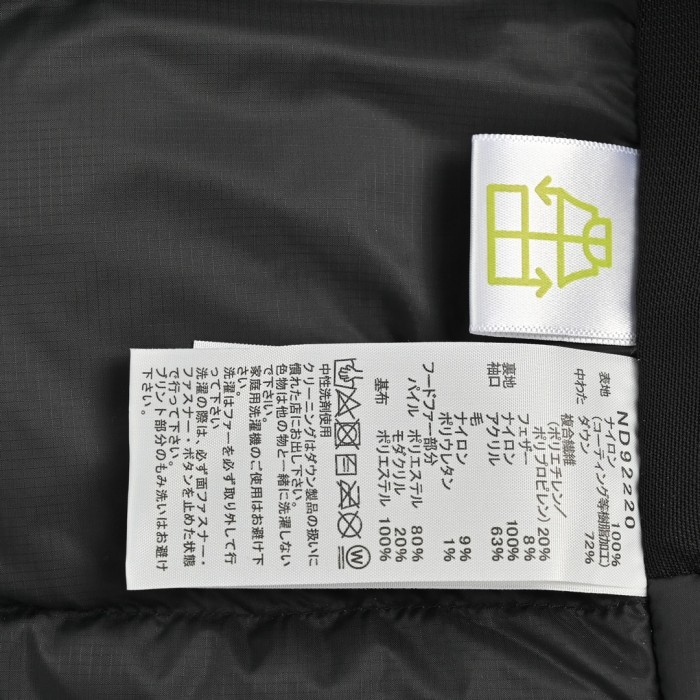 ND92220
表地 ナイロン 100%
(コーティング等樹脂加工)
中わた ダウン 72%
複合繊維
(ポリエチレン/
ポリプロピレン) 20%
フェザー 8%
裏地 ナイロン 100%
袖口 アクリル 63%
毛
ナイロン 9%
ポリウレタン 1%
フードファー部分
パイル ポリエステル 80%
モダクリル 20%
基布 ポリエステル 100%
W
中性洗剤使用
クリーニングはダウン製品の扱いに
慣れた店にお出し下さい。
色物は他の物と一緒に洗濯しない
で下さい。
家庭用洗濯機のご使用はお避け下
さい。
洗濯はファーを必ず取り外して行
って下さい
洗濯の際は、必ず面ファスナー・
ファスナー・ボタンを止めた状態
で行って下さい。
プリント部分のもみ洗いはお避け
下さい。